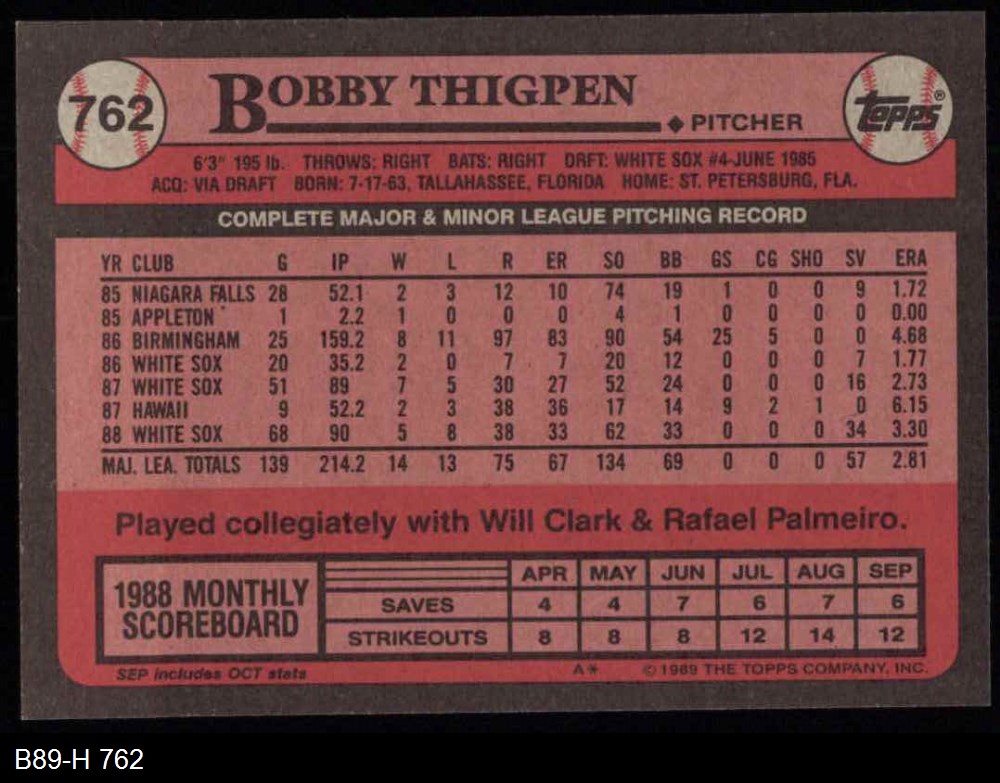 762
BOBBY THIGPEN
◆ PITCHER
TOPPS®
6'3" 195 lb. THROWS: RIGHT BATS: RIGHT DRFT: WHITE SOX #4-JUNE 1985
ACQ: VIA DRAFT BORN: 7-17-63, TALLAHASSEE, FLORIDA HOME: ST. PETERSBURG, FLA.
COMPLETE MAJOR & MINOR LEAGUE PITCHING RECORD
YR CLUB G IP W L R ER SO BB GS CG SHO SV ERA
85 NIAGARA FALLS 28 52.1 2 3 12 10 74 19 1 0 0 9 1.72
85 APPLETON 1 2.2 1 0 0 0 4 1 0 0 0 0 0.00
86 BIRMINGHAM 25 159.2 8 11 97 83 90 54 25 5 0 0 4.68
86 WHITE SOX 20 35.2 2 0 7 7 20 12 0 0 0 7 1.77
87 WHITE SOX 51 89 7 5 30 27 52 24 0 0 0 16 2.73
87 HAWAII 9 52.2 2 3 38 36 17 14 9 2 1 0 6.15
88 WHITE SOX 68 90 5 8 38 33 62 33 0 0 0 34 3.30
MAJ. LEA. TOTALS 139 214.2 14 13 75 67 134 69 0 0 0 57 2.81
Played collegiately with Will Clark & Rafael Palmeiro.
1988 MONTHLY
SCOREBOARD
APR MAY JUN JUL AUG SEP
SAVES 4 4 7 6 7 6
STRIKEOUTS 8 8 8 12 14 12
SEP includes OCT stats
A*
© 1989 THE TOPPS COMPANY, INC.
B89-H 762